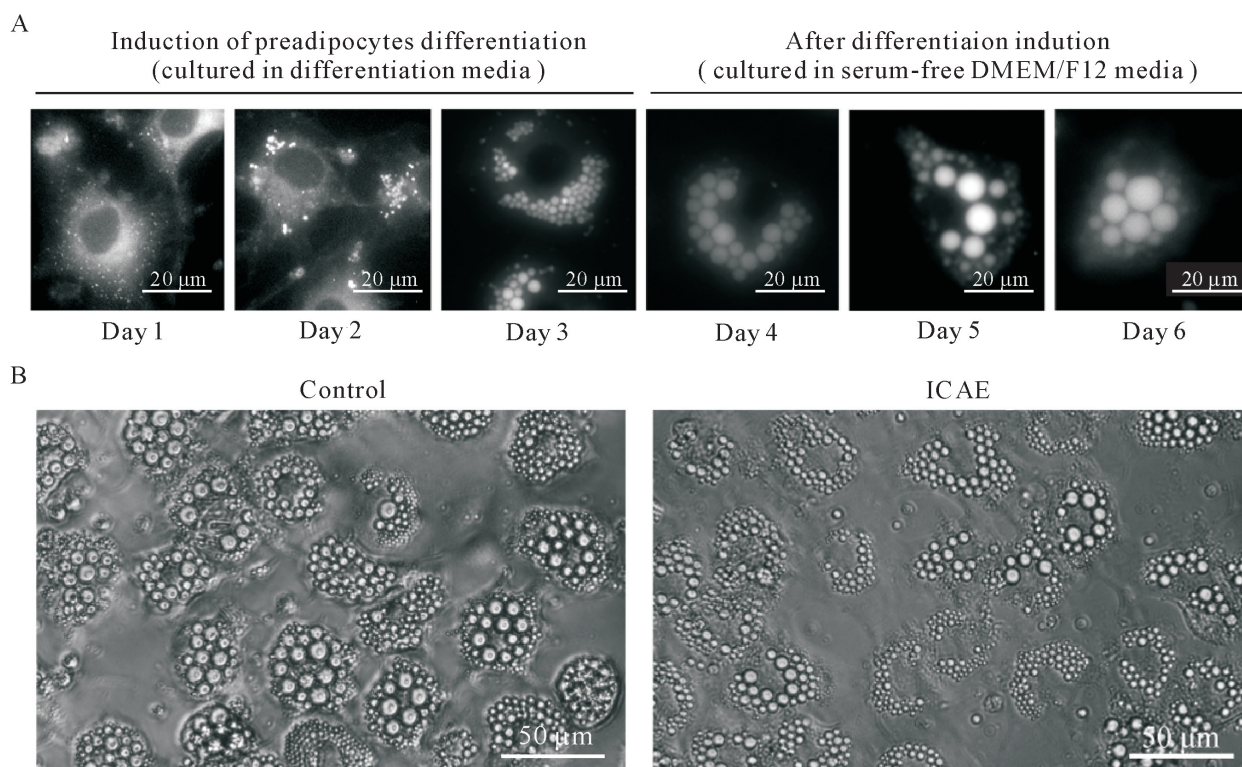 A
Induction of preadipocytes differentiation
(cultured in differentiation media )
After differentiaion indution
( cultured in serum-free DMEM/F12 media )
20 μm
20 μm
20 μm
20 μm
20 μm
20 μm
Day 1
Day 2
Day 3
Day 4
Day 5
Day 6
B
Control
ICAE
50 μm
50 μm